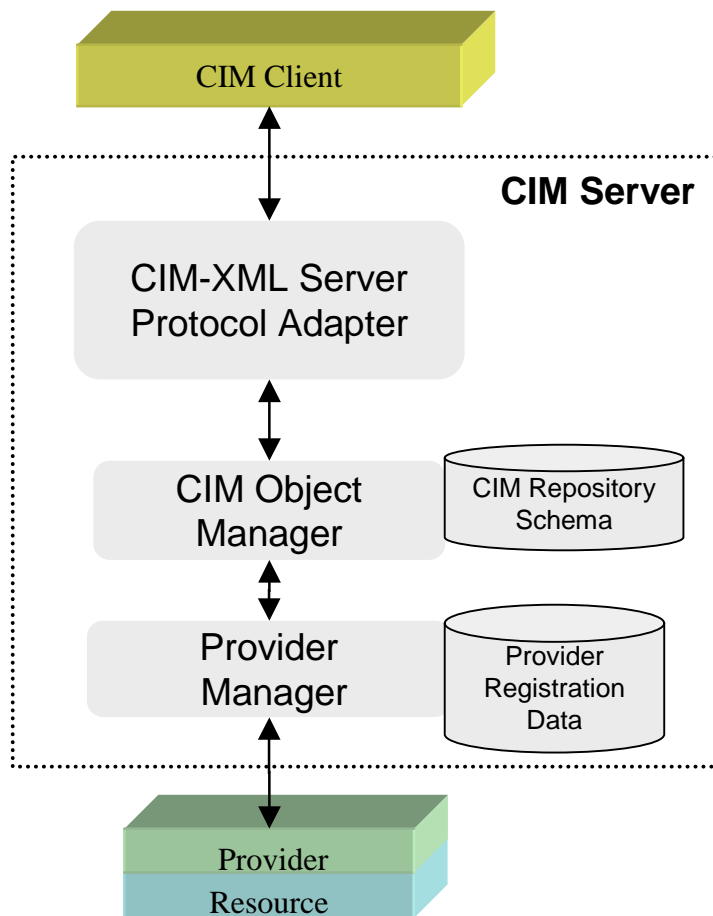 CIM Client
CIM Server
CIM-XML Server
Protocol Adapter
CIM Object
Manager
CIM Repository
Schema
Provider
Manager
Provider
Registration
Data
Provider
Resource